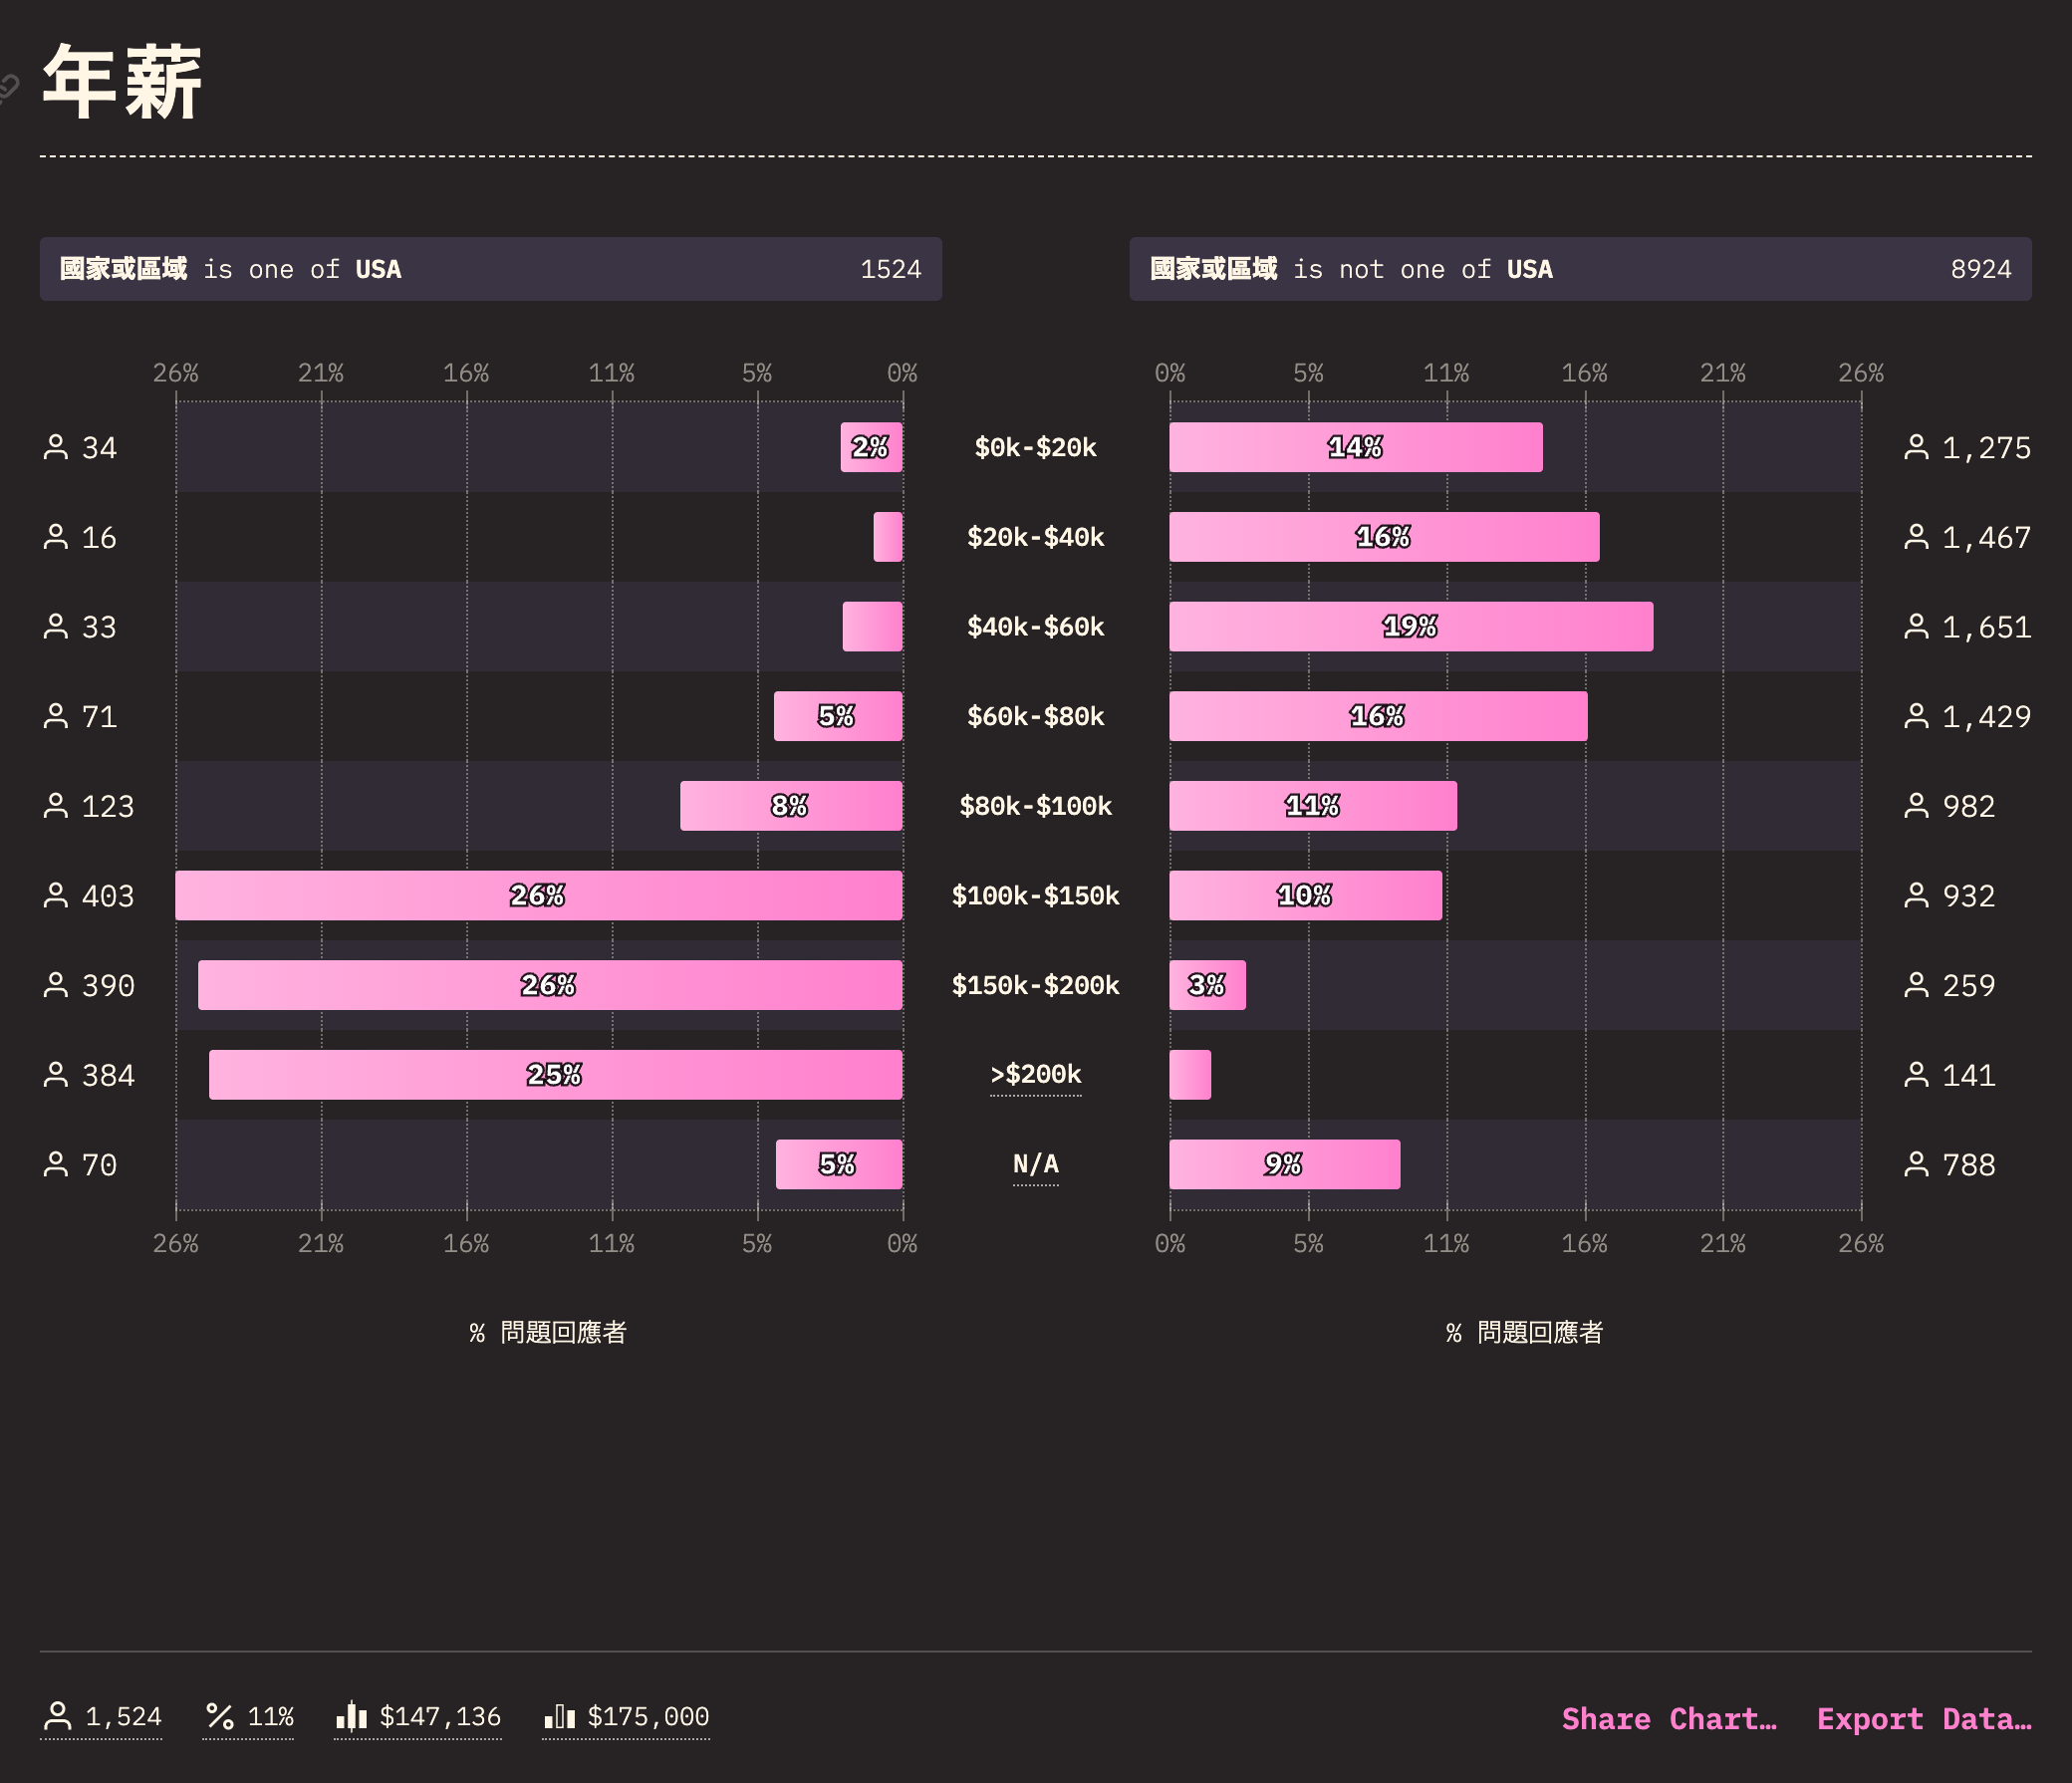 年薪
國家或區域 is one of USA 1524
國家或區域 is not one of USA 8924
26% 21% 16% 11% 5% 0%
0% 5% 11% 16% 21% 26%
34 2% $0k-$20k 14% 1,275
16 $20k-$40k 16% 1,467
33 $40k-$60k 19% 1,651
71 5% $60k-$80k 16% 1,429
123 8% $80k-$100k 11% 982
403 26% $100k-$150k 10% 932
390 26% $150k-$200k 3% 259
384 25% >$200k 141
70 5% N/A 9% 788
26% 21% 16% 11% 5% 0%
0% 5% 11% 16% 21% 26%
% 問題回應者
% 問題回應者
1,524 11% $147,136 $175,000
Share Chart… Export Data…